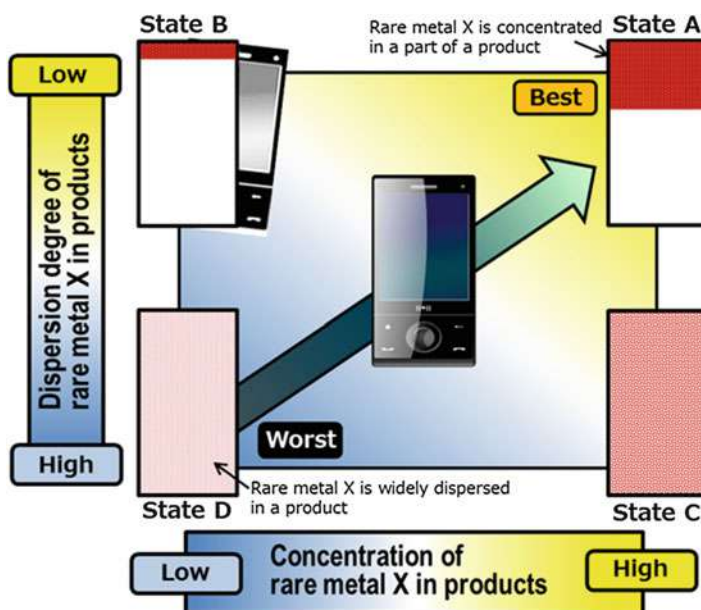 State B
Rare metal X is concentrated
in a part of a product
State A
Low
Best
Dispersion degree of
rare metal X in products
Worst
High
State D
Rare metal X is widely dispersed
in a product
State C
Low
Concentration of
rare metal X in products
High